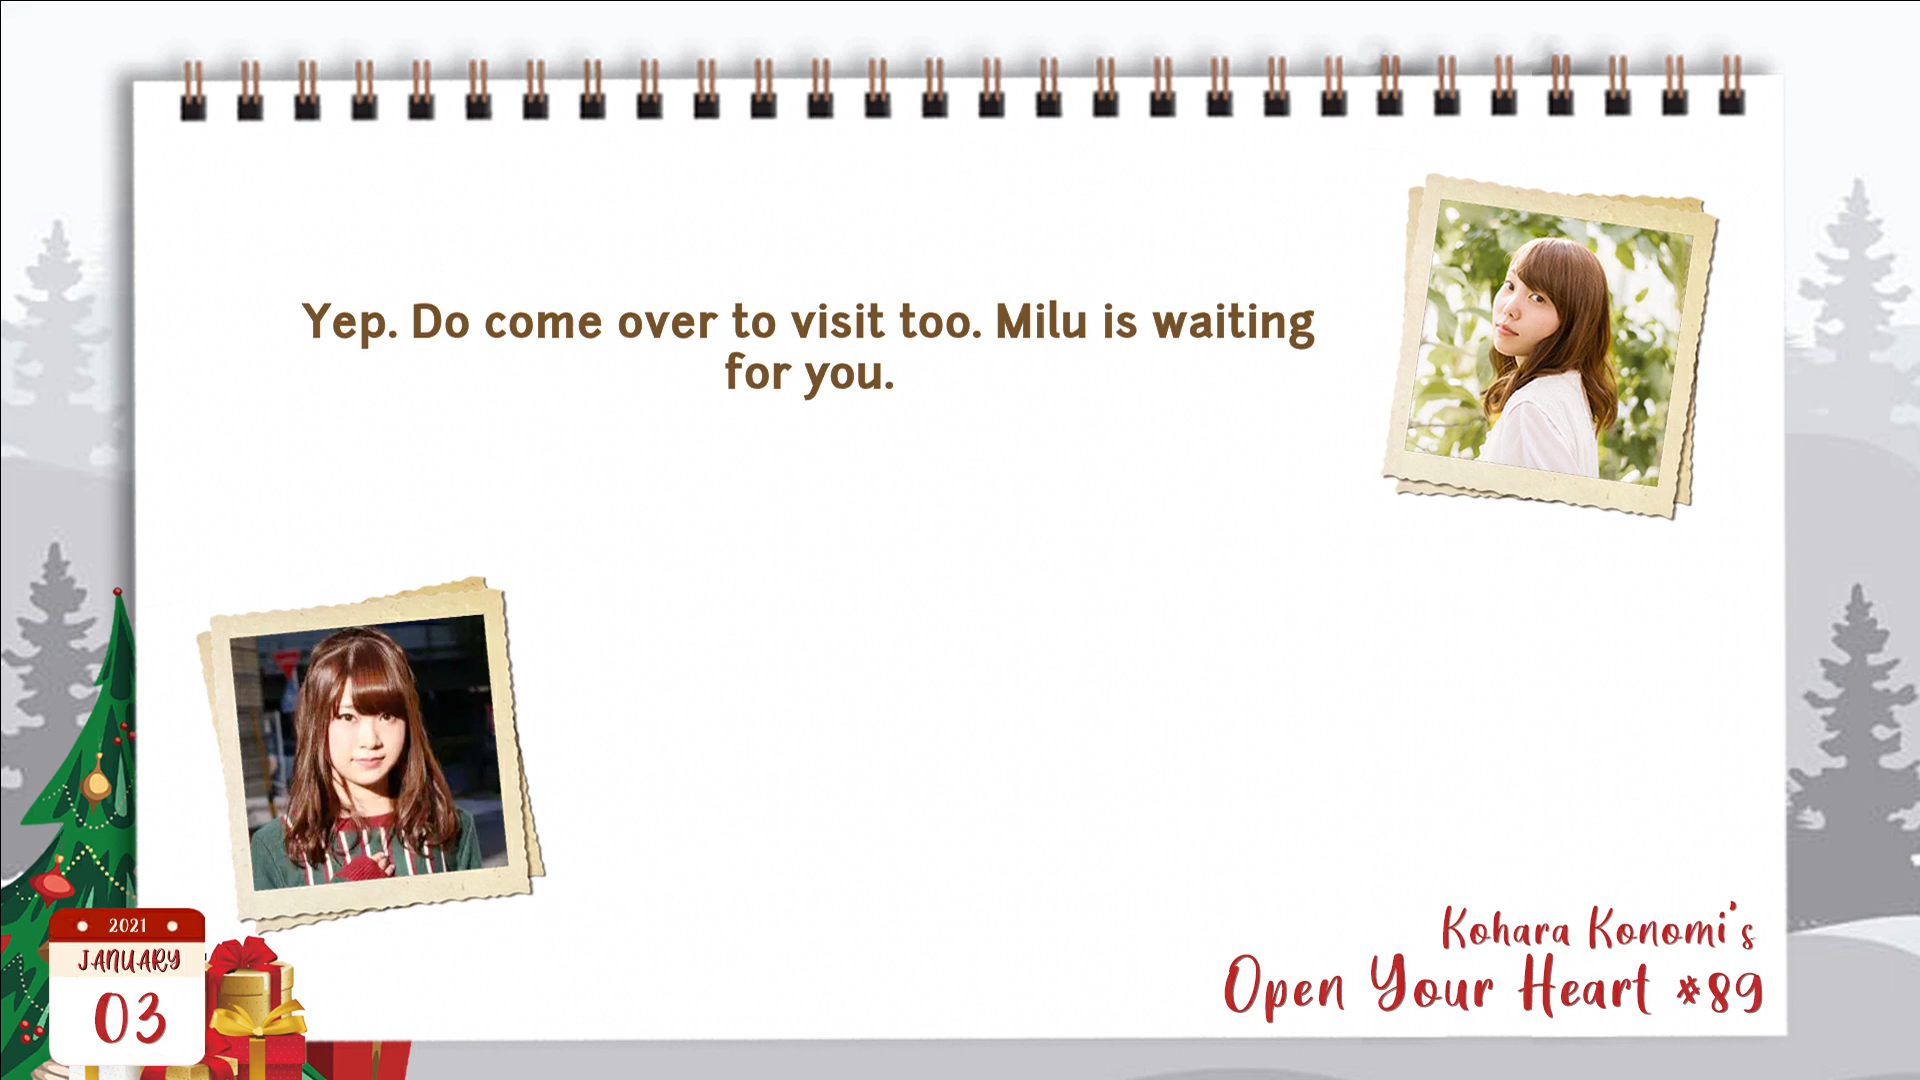 Yep. Do come over to visit too. Milu is waiting
for you.
Kohara Konomi's
Open Your Heart #89
2021
JANUARY
03